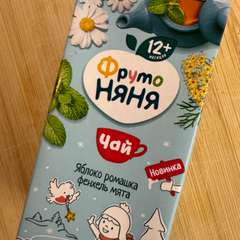 12+
месяцев
Фруто
НЯНЯ
чай
Новинка
Яблоко ромашка
фенхель мята